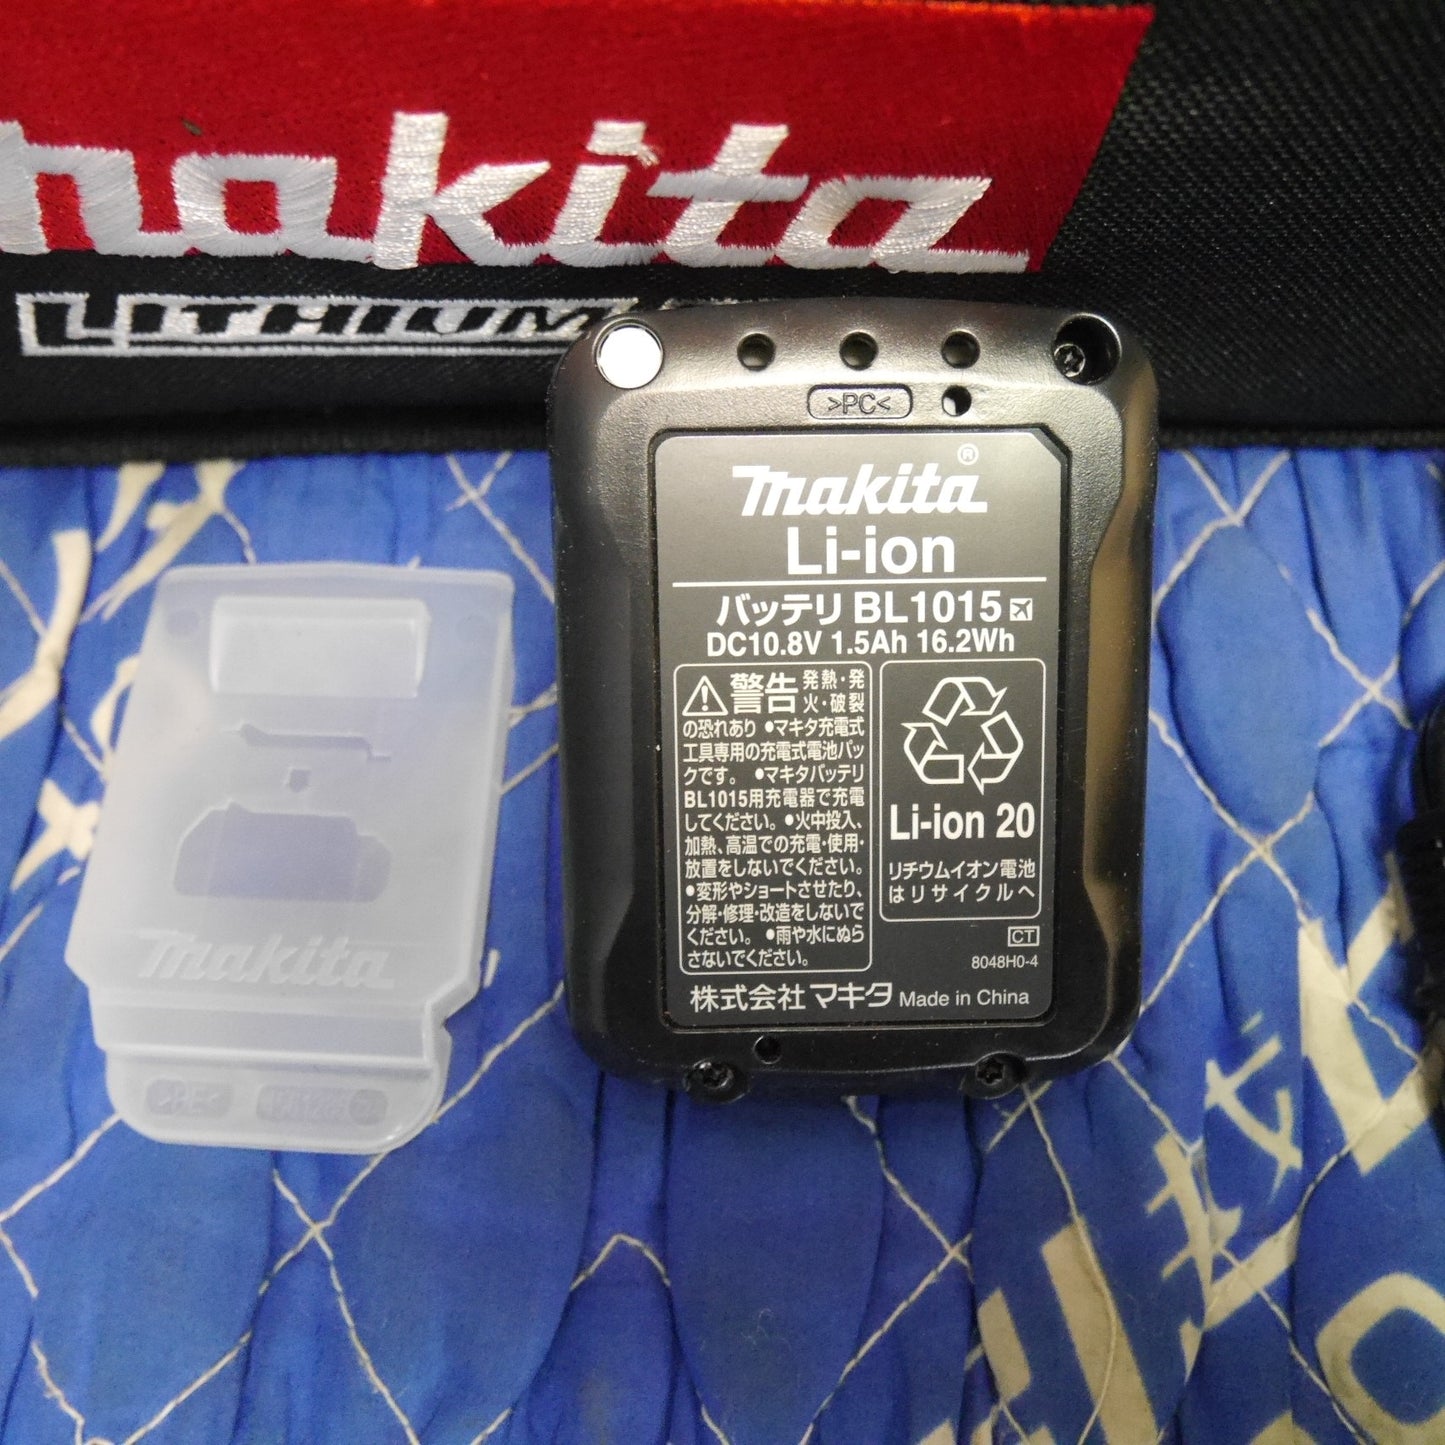 makita
LITHIUM
>PC<
makita®
Li-ion
バッテリ BL1015
DC10.8V 1.5Ah 16.2Wh
警告 発熱・発
火・破裂
の恐れあり ●マキタ充電式
工具専用の充電式電池パッ
クです。 ●マキタバッテリ
BL1015用充電器で充電
してください。●火中投入、
加熱、高温での充電・使用・
放置をしないでください。
●変形やショートさせたり、
分解・修理・改造をしないで
ください。 ●雨や水にぬら
さないでください。
Li-ion 20
リチウムイオン電池
はリサイクルへ
CT
8048H0-4
株式会社マキタ Made in China
makita
>PE<